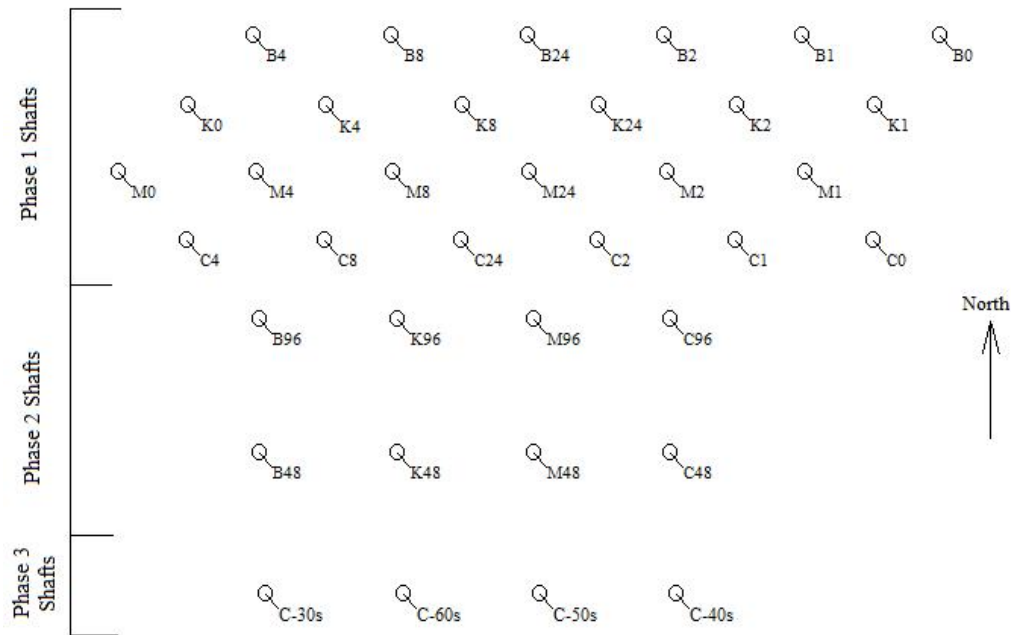 Phase 1 Shafts
B4 B8 B24 B2 B1 B0
K0 K4 K8 K24 K2 K1
M0 M4 M8 M24 M2 M1
C4 C8 C24 C2 C1 C0
North
Phase 2 Shafts
B96 K96 M96 C96
B48 K48 M48 C48
Phase 3
Shafts
C-30s C-60s C-50s C-40s